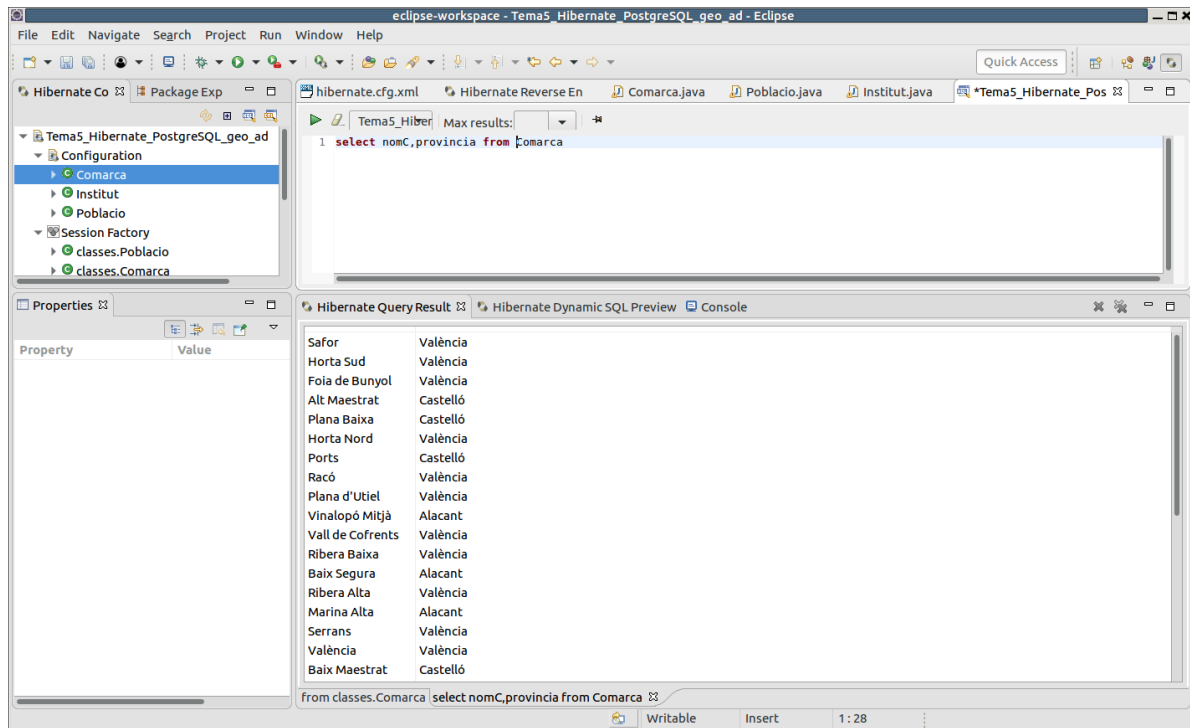 eclipse-workspace - Tema5_Hibernate_PostgreSQL_geo_ad - Eclipse
File Edit Navigate Search Project Run Window Help
Quick Access
Hibernate Co Package Exp
Tema5_Hibernate_PostgreSQL_geo_ad
Configuration
Comarca
Institut
Poblacio
Session Factory
classes.Poblacio
classes.Comarca
hibernate.cfg.xml Hibernate Reverse En Comarca.java Poblacio.java Institut.java *Tema5_Hibernate_Pos
Tema5_Hiber Max results:
1 select nomC,provincia from Comarca
Properties
Property Value
Hibernate Query Result Hibernate Dynamic SQL Preview Console
Safor València
Horta Sud València
Foia de Bunyol València
Alt Maestrat Castelló
Plana Baixa Castelló
Horta Nord València
Ports Castelló
Racó València
Plana d'Utiel València
Vinalopó Mitjà Alacant
Vall de Cofrents València
Ribera Baixa València
Baix Segura Alacant
Ribera Alta València
Marina Alta Alacant
Serrans València
València València
Baix Maestrat Castelló
from classes.Comarca select nomC,provincia from Comarca
Writable Insert 1 : 28